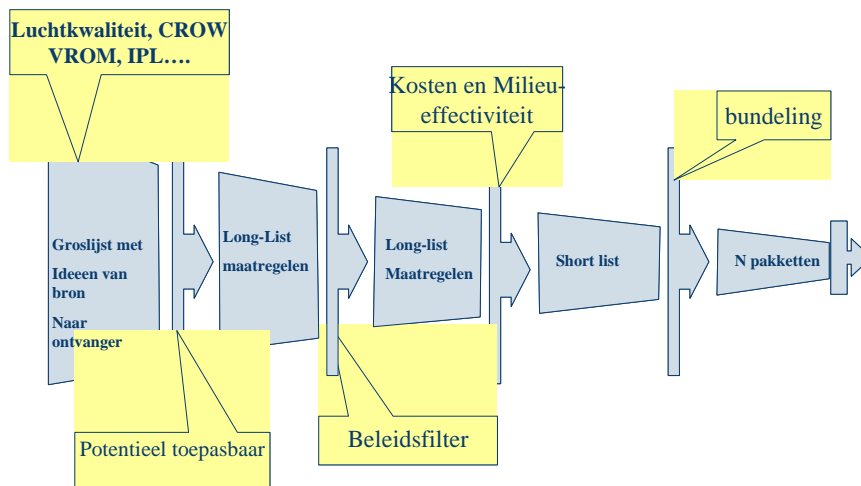 Luchtkwaliteit, CROW
VROM, IPL….
Kosten en Milieu-
effectiviteit
bundeling
Groslijst met
Ideeen van
bron
Naar
ontvanger
Long-List
maatregelen
Long-list
Maatregelen
Short list
N pakketten
Potentieel toepasbaar
Beleidsfilter